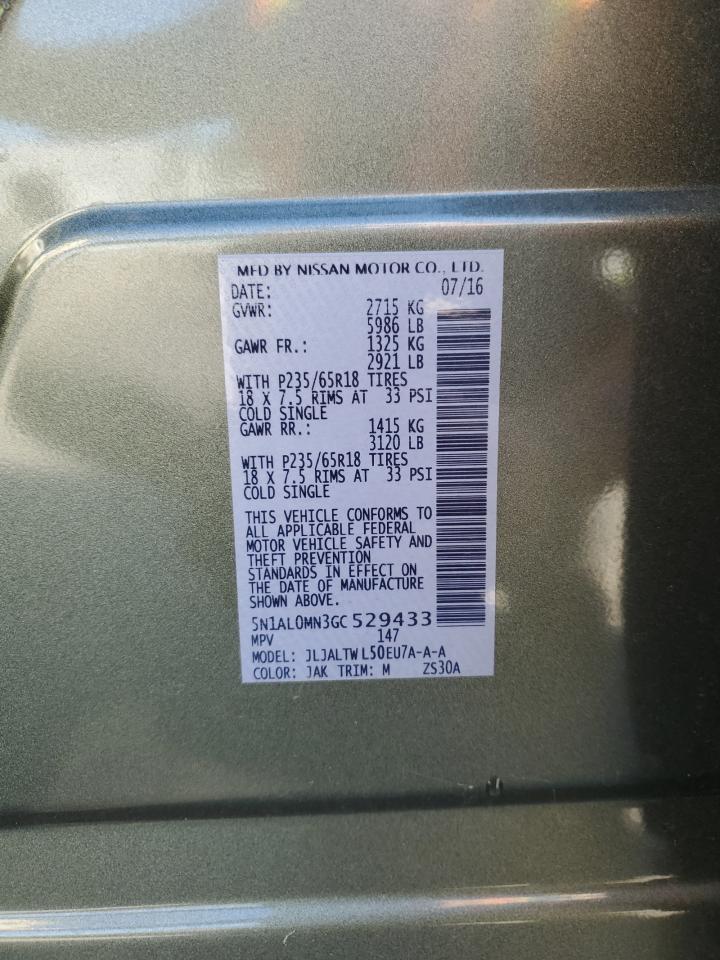 MFD BY NISSAN MOTOR CO., LTD.
DATE: 07/16
GVWR: 2715 KG
5986 LB
GAWR FR.: 1325 KG
2921 LB
WITH P235/65R18 TIRES
18 X 7.5 RIMS AT 33 PSI
COLD SINGLE
GAWR RR.: 1415 KG
3120 LB
WITH P235/65R18 TIRES
18 X 7.5 RIMS AT 33 PSI
COLD SINGLE
THIS VEHICLE CONFORMS TO
ALL APPLICABLE FEDERAL
MOTOR VEHICLE SAFETY AND
THEFT PREVENTION
STANDARDS IN EFFECT ON
THE DATE OF MANUFACTURE
SHOWN ABOVE.
5N1AL0MN3GC529433
MPV 147
MODEL: JLJALTW L50EU7A-A-A
COLOR: JAK TRIM: M ZS30A